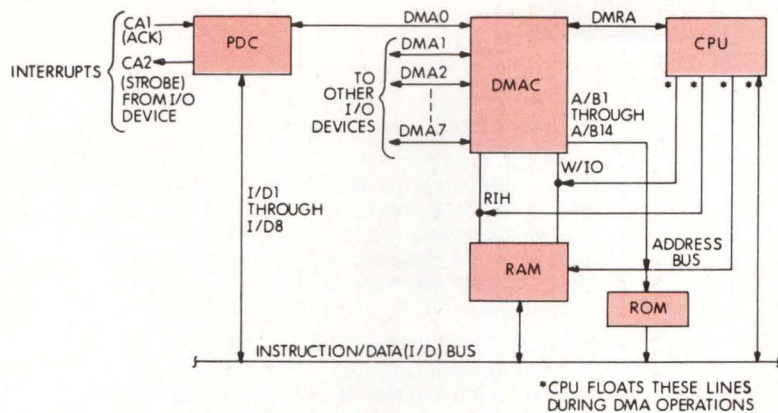 CA1
(ACK)
INTERRUPTS
CA2
(STROBE)
FROM I/O
DEVICE
PDC
DMA0
DMA1
DMA2
DMA7
TO
OTHER
I/O
DEVICES
DMAC
DMRA
CPU
* * * *
A/B1
THROUGH
A/B14
W/IO
RIH
I/D1
THROUGH
I/D8
RAM
ADDRESS
BUS
ROM
INSTRUCTION/DATA(I/D) BUS
*CPU FLOATS THESE LINES
DURING DMA OPERATIONS